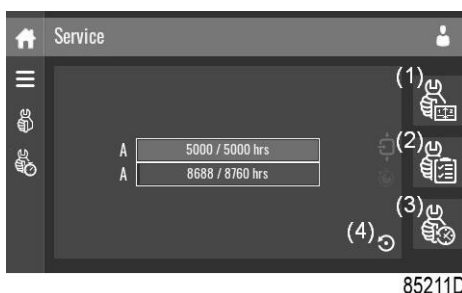 Service
(1)
A 5000 / 5000 hrs
(2)
A 8688 / 8760 hrs
(3)
(4)
85211D